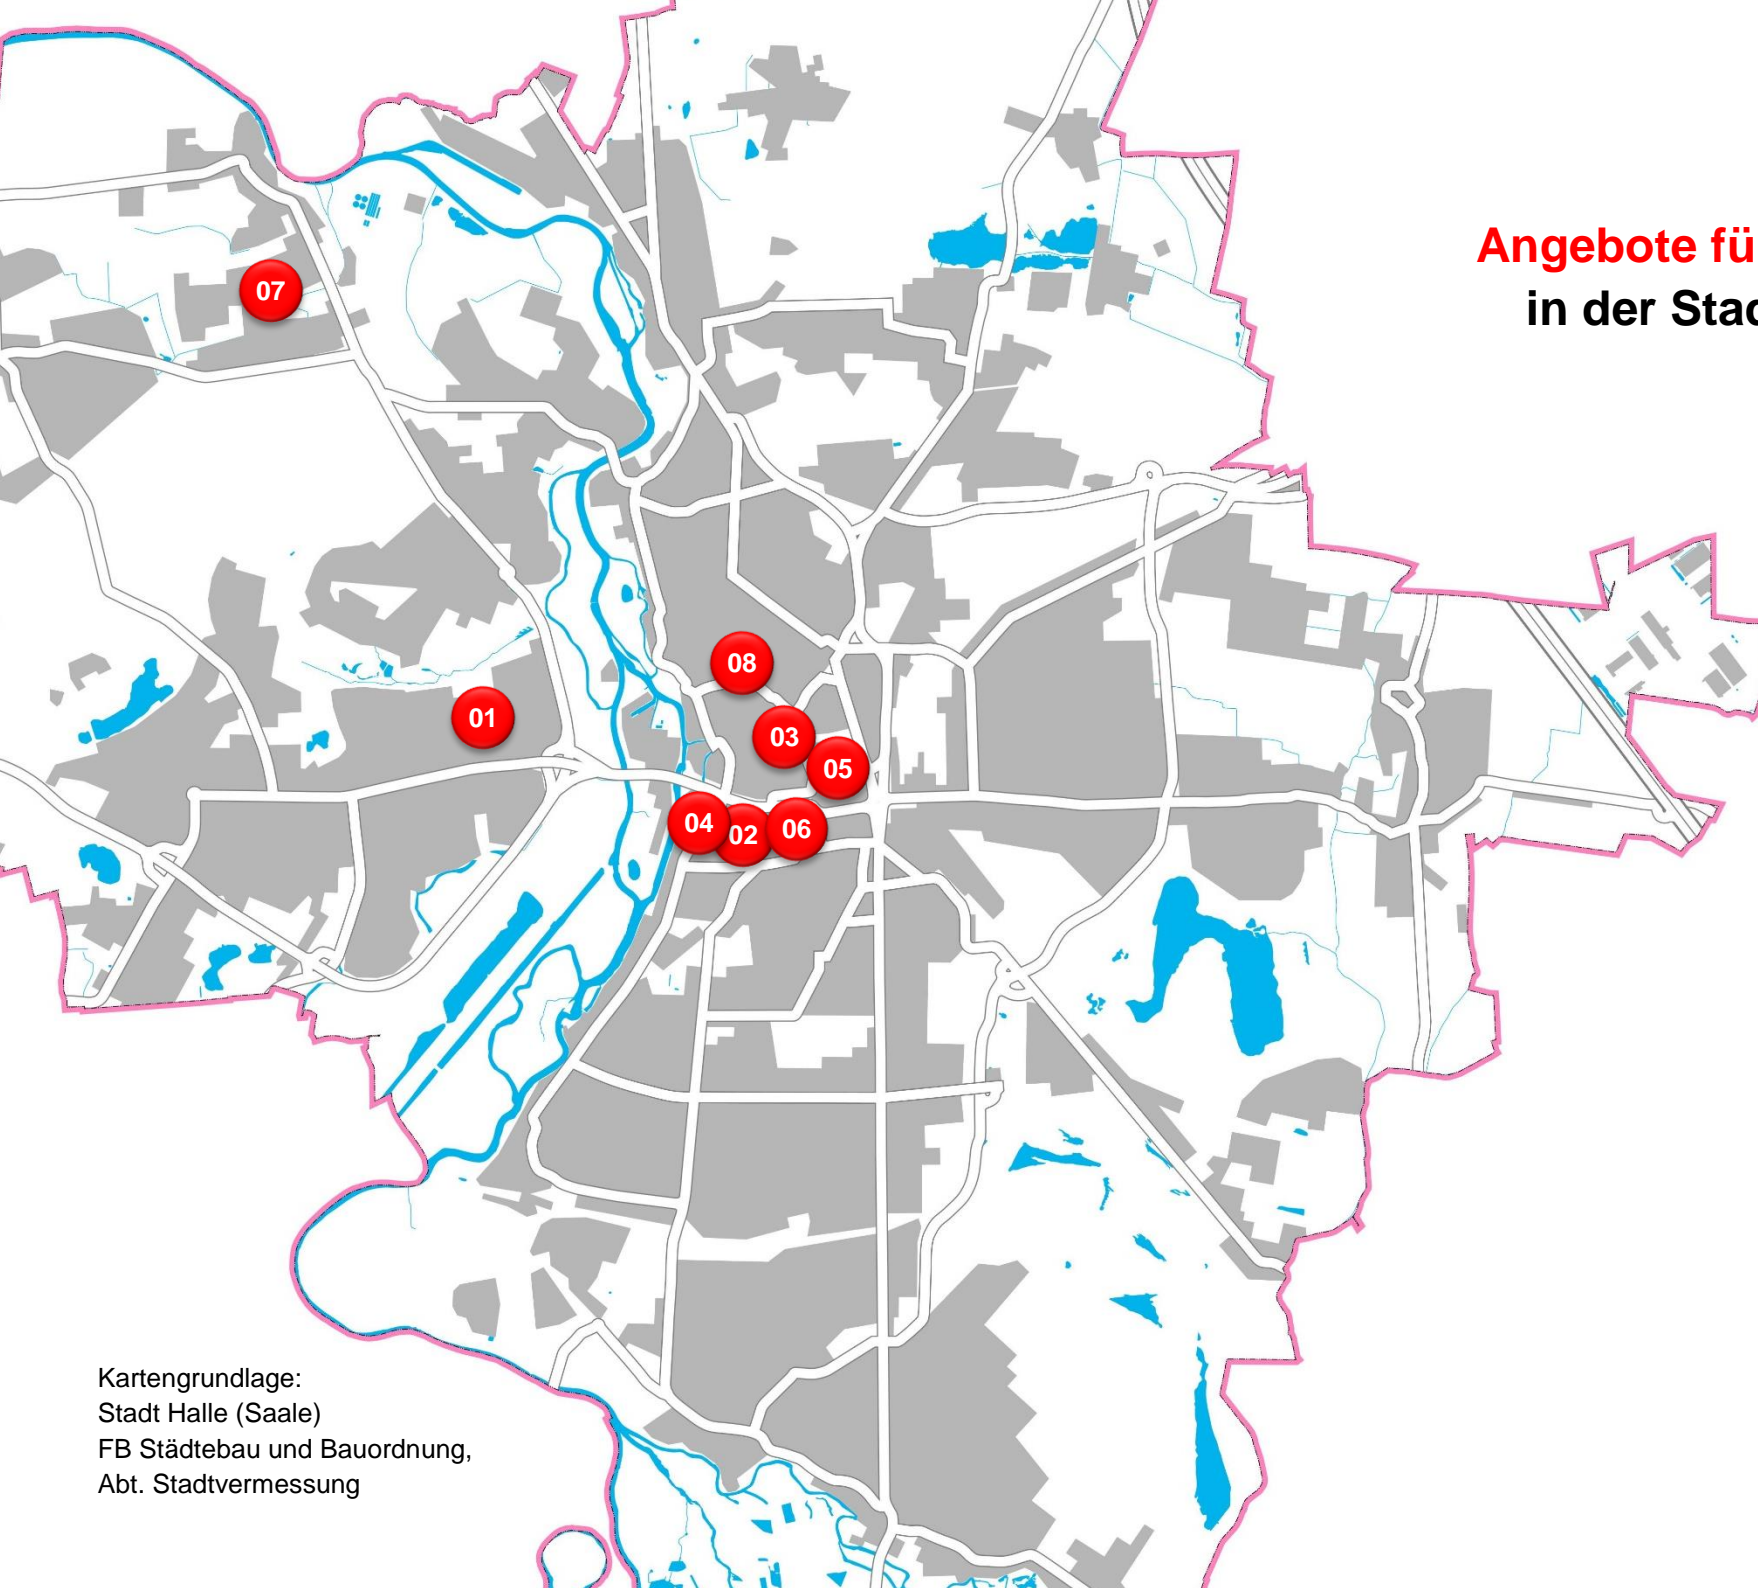 Angebote fü
in der Stad
07
08
01
03
05
04
02
06
Kartengrundlage:
Stadt Halle (Saale)
FB Städtebau und Bauordnung,
Abt. Stadtvermessung